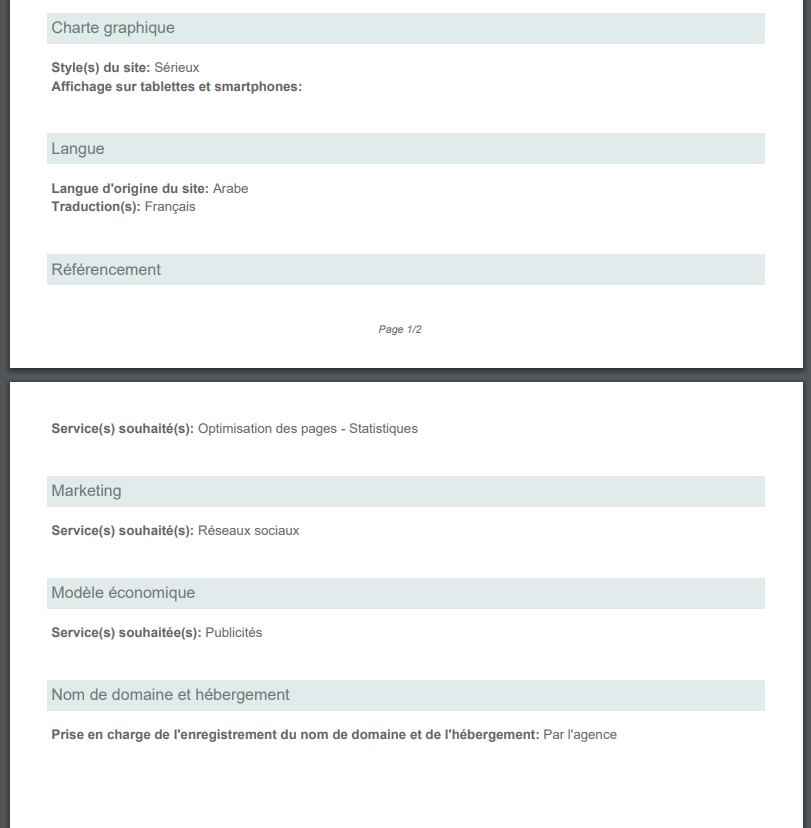 Charte graphique
Style(s) du site: Sérieux
Affichage sur tablettes et smartphones:
Langue
Langue d'origine du site: Arabe
Traduction(s): Français
Référencement
Page 1/2
Service(s) souhaité(s): Optimisation des pages - Statistiques
Marketing
Service(s) souhaité(s): Réseaux sociaux
Modèle économique
Service(s) souhaitée(s): Publicités
Nom de domaine et hébergement
Prise en charge de l'enregistrement du nom de domaine et de l'hébergement: Par l'agence